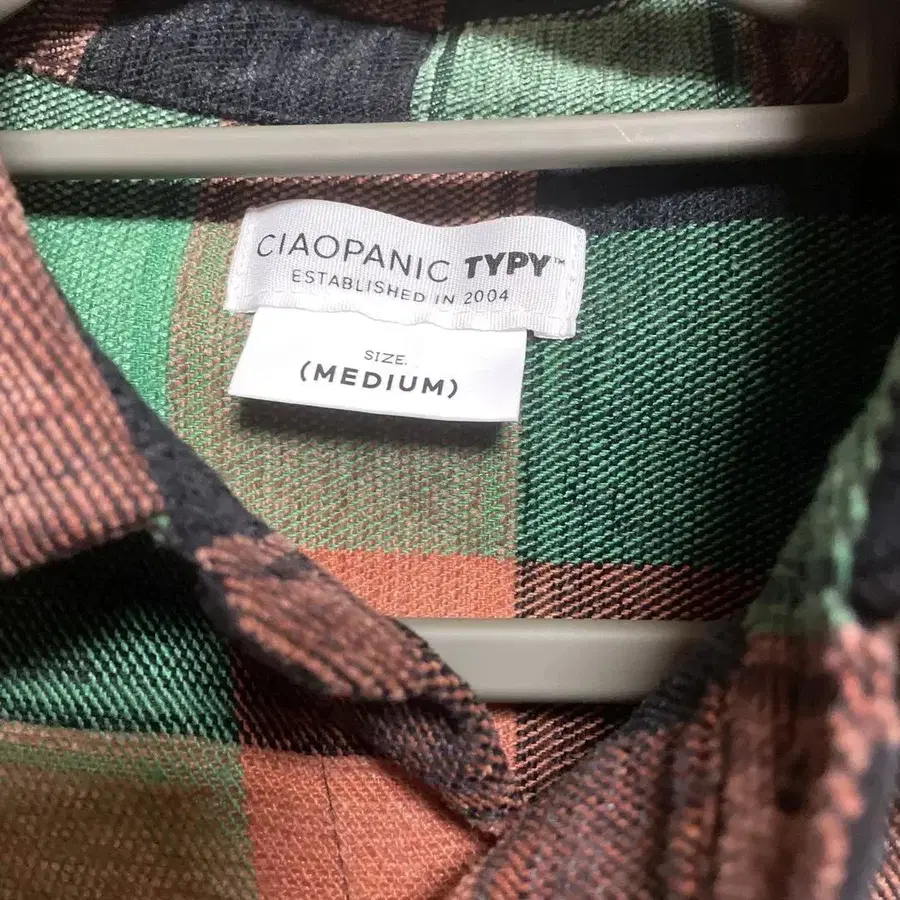 CIAOPANIC TYPY™
ESTABLISHED IN 2004
SIZE.
(MEDIUM)